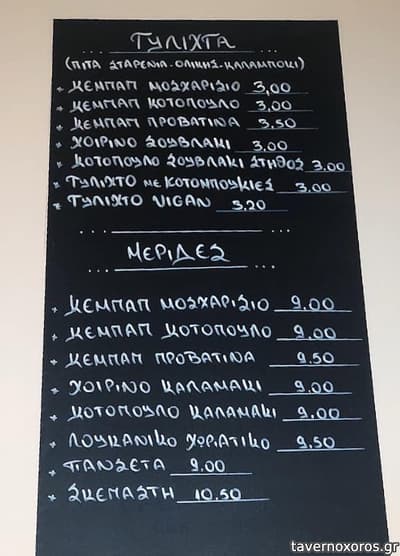 ΤΥΛΙΧΤΑ
(ΠΙΤΑ ΣΤΑΡΕΝΙΑ-ΟΛΙΚΗΣ-ΚΑΛΑΜΠΟΚΙ)
* ΚΕΜΠΑΠ ΜΟΣΧΑΡΙΣΙΟ 3,00
* ΚΕΜΠΑΠ ΚΟΤΟΠΟΥΛΟ 3,00
* ΚΕΜΠΑΠ ΠΡΟΒΑΤΙΝΑ 3,50
* ΧΟΙΡΙΝΟ ΣΟΥΒΛΑΚΙ 3,00
* ΚΟΤΟΠΟΥΛΟ ΣΟΥΒΛΑΚΙ ΣΤΗΘΟΣ 3,00
* ΤΥΛΙΧΤΟ με ΚΟΤΟΜΠΟΥΚΙΕΣ 3,00
* ΤΥΛΙΧΤΟ VIGAN 3,20
ΜΕΡΙΔΕΣ
* ΚΕΜΠΑΠ ΜΟΣΧΑΡΙΣΙΟ 9.00
* ΚΕΜΠΑΠ ΚΟΤΟΠΟΥΛΟ 9.00
* ΚΕΜΠΑΠ ΠΡΟΒΑΤΙΝΑ 9.50
* ΧΟΙΡΙΝΟ ΚΑΛΑΜΑΚΙ 9.00
* ΚΟΤΟΠΟΥΛΟ ΚΑΛΑΜΑΚΙ 9.00
* ΛΟΥΚΑΝΙΚΟ ΧΩΡΙΑΤΙΚΟ 9,50
* ΠΑΝΣΕΤΑ 9.00
* ΣΚΕΠΑΣΤΗ 10.50
tavernoxoros.gr